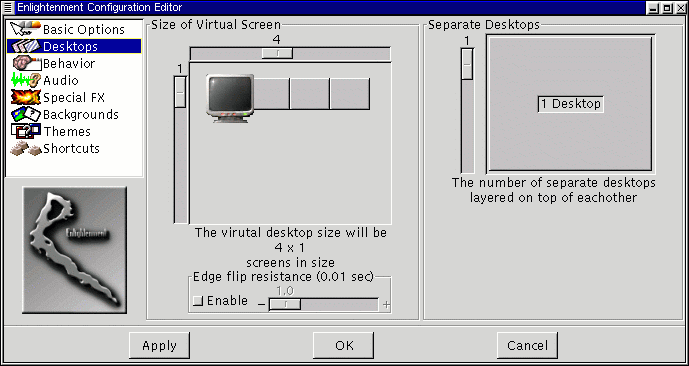 Enlightenment Configuration Editor
Basic Options
Desktops
Behavior
Audio
Special FX
Backgrounds
Themes
Shortcuts
Enlightenment
Size of Virtual Screen
4
1
The virutal desktop size will be
4 x 1
screens in size
Edge flip resistance (0.01 sec)
Enable
1.0
– +
Separate Desktops
1
1 Desktop
The number of separate desktops
layered on top of eachother
Apply
OK
Cancel